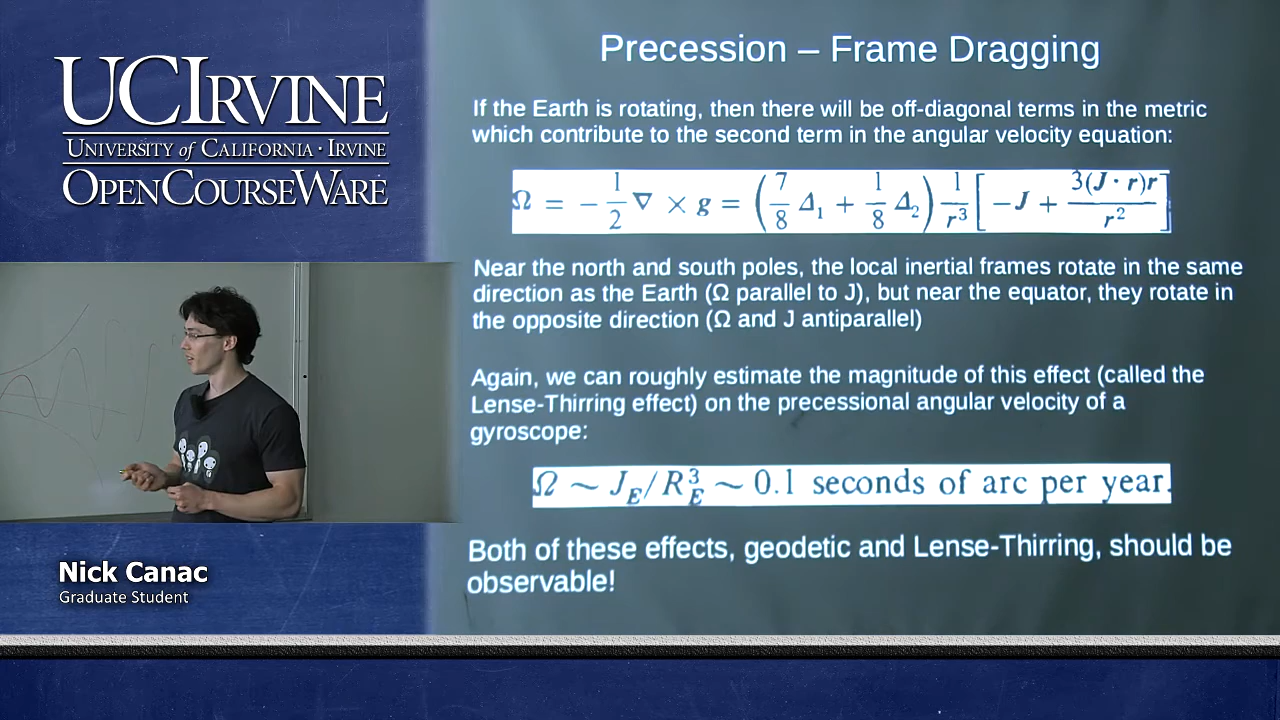 UCIRVINE
UNIVERSITY of CALIFORNIA · IRVINE
OPENCOURSEWARE
Nick Canac
Graduate Student
Precession – Frame Dragging
If the Earth is rotating, then there will be off-diagonal terms in the metric
which contribute to the second term in the angular velocity equation:
Ω = − 1/2 ∇ × g = (7/8 Δ₁ + 1/8 Δ₂) 1/r³ [−J + 3(J · r)r/r²]
Near the north and south poles, the local inertial frames rotate in the same
direction as the Earth (Ω parallel to J), but near the equator, they rotate in
the opposite direction (Ω and J antiparallel)
Again, we can roughly estimate the magnitude of this effect (called the
Lense-Thirring effect) on the precessional angular velocity of a
gyroscope:
Ω ~ J_E/R_E³ ~ 0.1 seconds of arc per year.
Both of these effects, geodetic and Lense-Thirring, should be
observable!